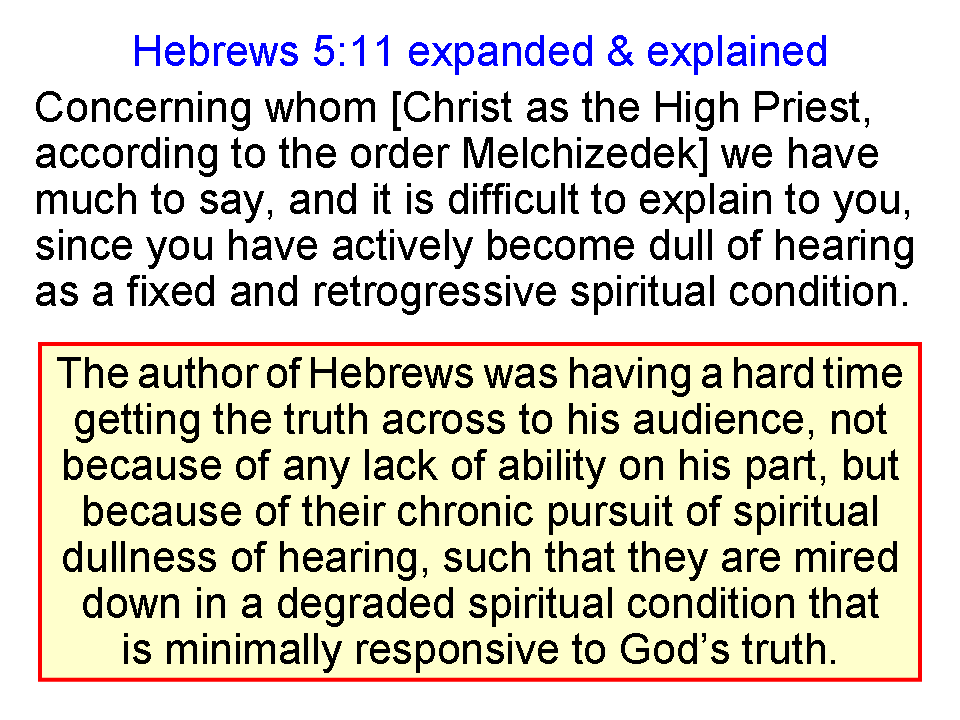 Hebrews 5:11 expanded & explained
Concerning whom [Christ as the High Priest,
according to the order Melchizedek] we have
much to say, and it is difficult to explain to you,
since you have actively become dull of hearing
as a fixed and retrogressive spiritual condition.
The author of Hebrews was having a hard time
getting the truth across to his audience, not
because of any lack of ability on his part, but
because of their chronic pursuit of spiritual
dullness of hearing, such that they are mired
down in a degraded spiritual condition that
is minimally responsive to God's truth.